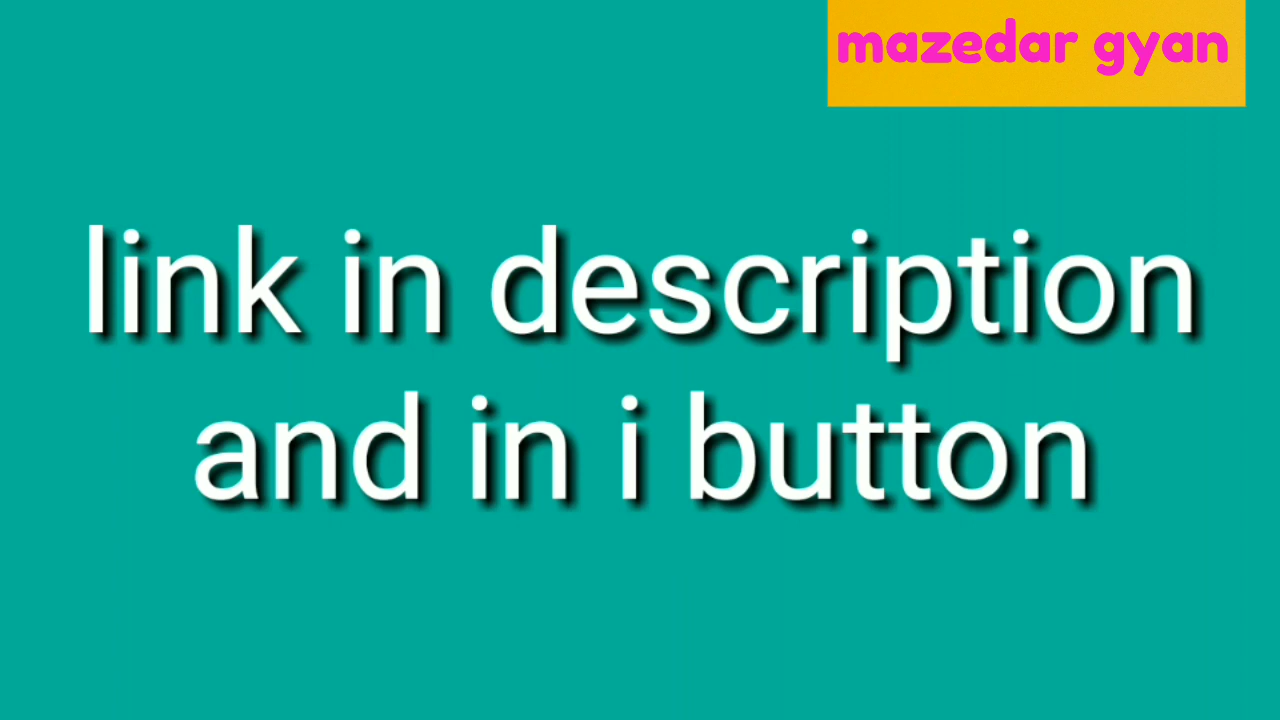 mazedar gyan
link in description
and in i button